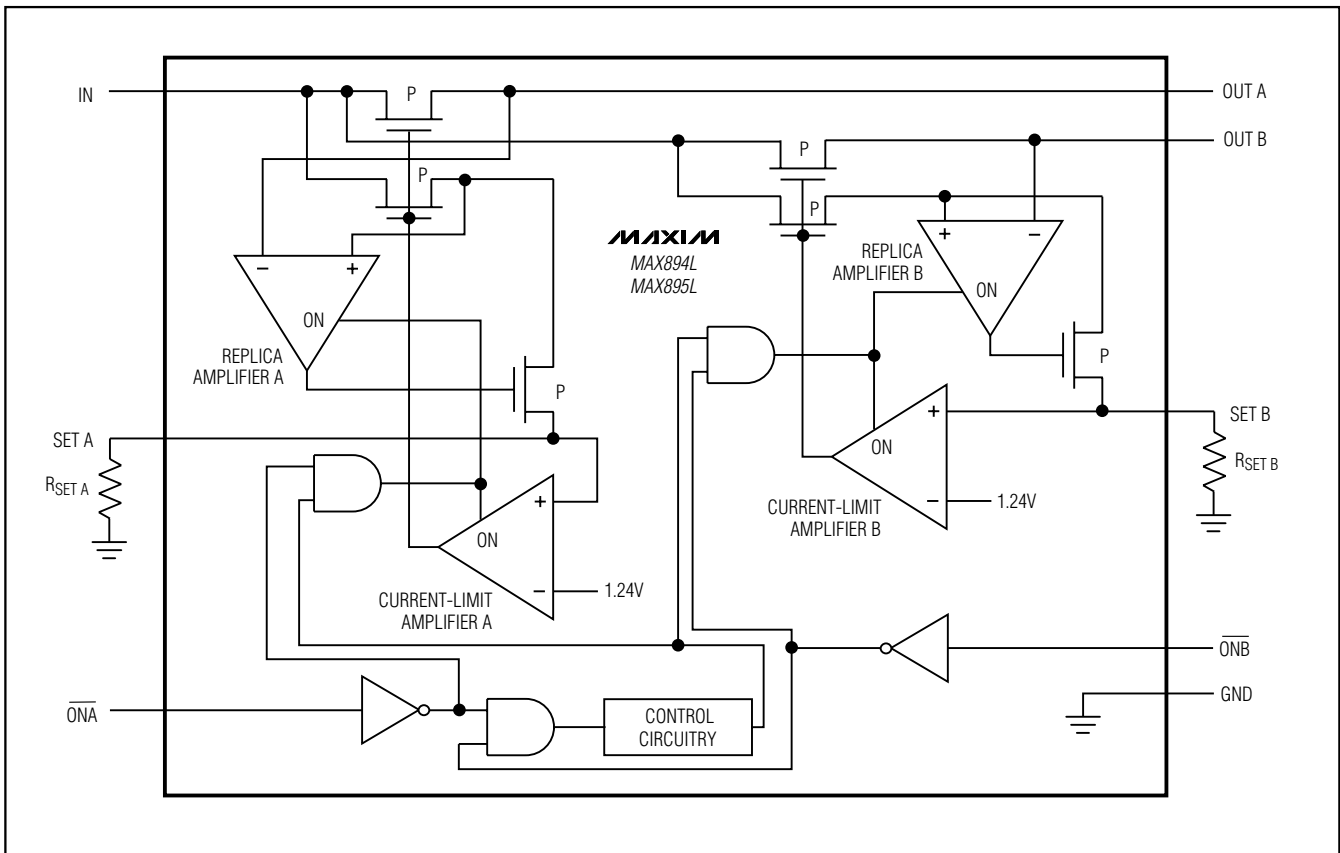 IN
P
OUT A
P
OUT B
P
P
MAXIM
MAX894L
MAX895L
REPLICA
AMPLIFIER B
+
−
ON
−
+
ON
REPLICA
AMPLIFIER A
P
P
SET A
RSET A
SET B
RSET B
+
ON
−
1.24V
CURRENT-LIMIT
AMPLIFIER B
+
ON
−
1.24V
CURRENT-LIMIT
AMPLIFIER A
ONB
GND
ONA
CONTROL
CIRCUITRY